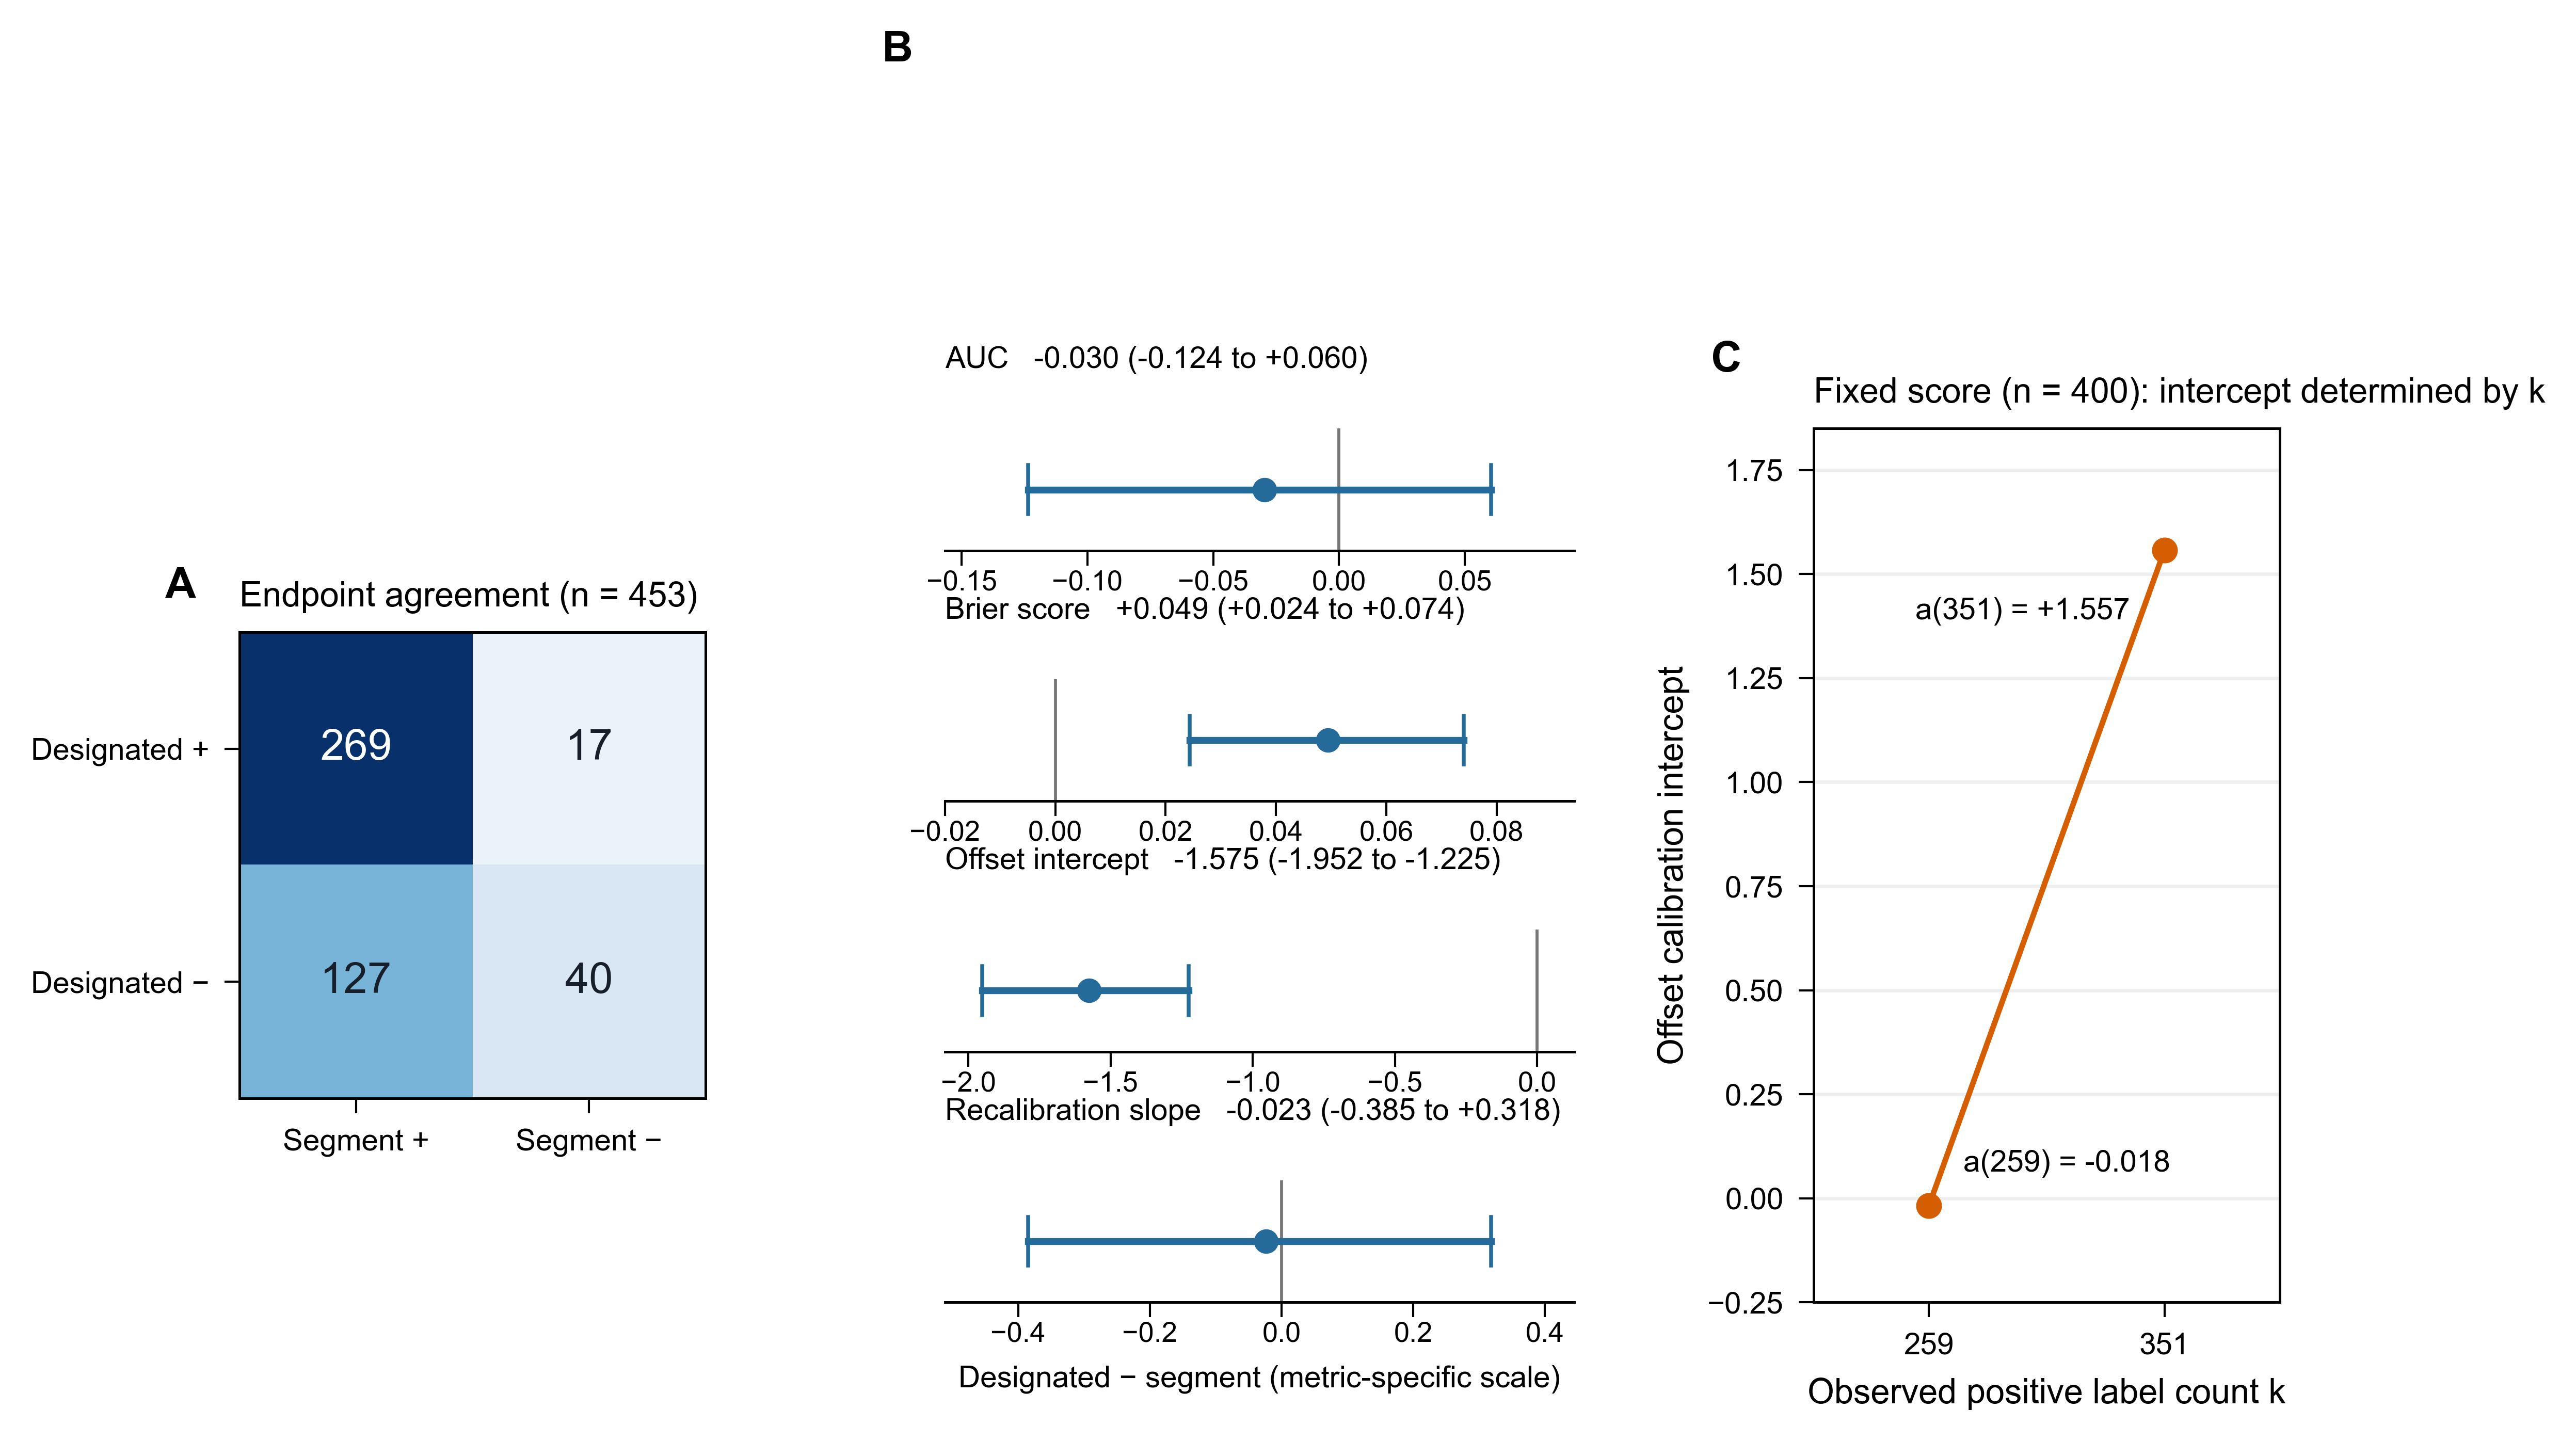 A
Endpoint agreement (n = 453)
Designated +
269
17
Designated −
127
40
Segment +
Segment −
B
AUC -0.030 (-0.124 to +0.060)
−0.15
−0.10
−0.05
0.00
0.05
Brier score +0.049 (+0.024 to +0.074)
−0.02
0.00
0.02
0.04
0.06
0.08
Offset intercept -1.575 (-1.952 to -1.225)
−2.0
−1.5
−1.0
−0.5
0.0
Recalibration slope -0.023 (-0.385 to +0.318)
−0.4
−0.2
0.0
0.2
0.4
Designated − segment (metric-specific scale)
C
Fixed score (n = 400): intercept determined by k
Offset calibration intercept
1.75
1.50
1.25
1.00
0.75
0.50
0.25
0.00
−0.25
a(351) = +1.557
a(259) = -0.018
259
351
Observed positive label count k